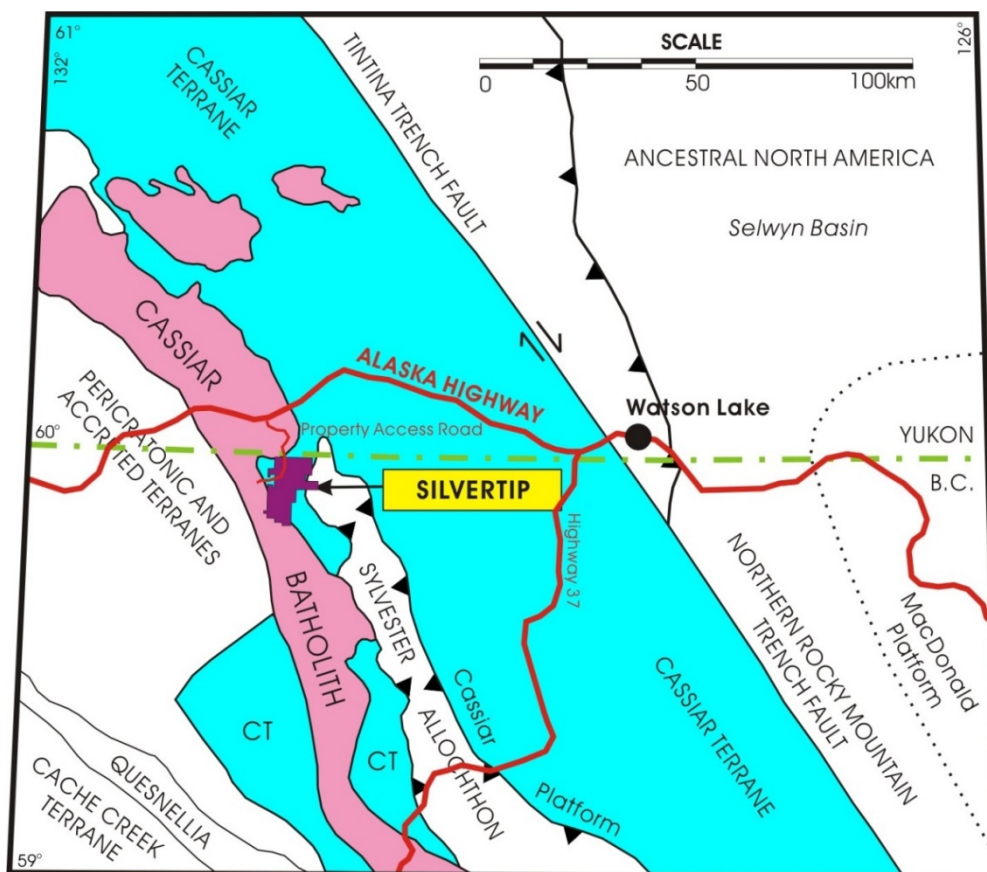 61°
132°
CASSIAR
TERRANE
TINTINA TRENCH FAULT
SCALE
0
50
100km
126°
ANCESTRAL NORTH AMERICA
Selwyn Basin
CASSIAR
BATHOLITH
PERICRATONIC AND
ACCRETED TERRANES
ALASKA HIGHWAY
Watson Lake
60°
Property Access Road
YUKON
B.C.
SILVERTIP
Highway 37
SYLVESTER
ALLOCHTHON
Cassiar
Platform
CASSIAR TERRANE
NORTHERN ROCKY MOUNTAIN
TRENCH FAULT
MacDonald
Platform
CT
CT
QUESNELLIA
CACHE CREEK
TERRANE
59°